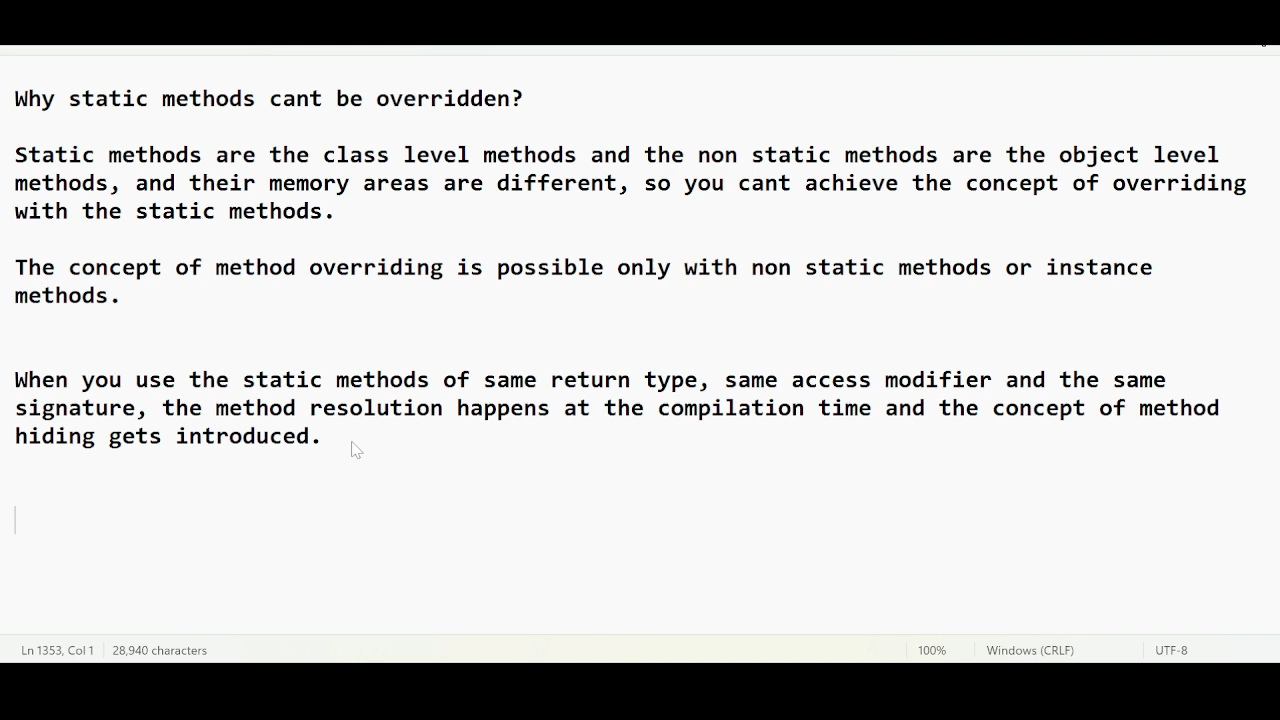 Why static methods cant be overridden?
Static methods are the class level methods and the non static methods are the object level
methods, and their memory areas are different, so you cant achieve the concept of overriding
with the static methods.
The concept of method overriding is possible only with non static methods or instance
methods.
When you use the static methods of same return type, same access modifier and the same
signature, the method resolution happens at the compilation time and the concept of method
hiding gets introduced.
Ln 1353, Col 1 28,940 characters 100% Windows (CRLF) UTF-8